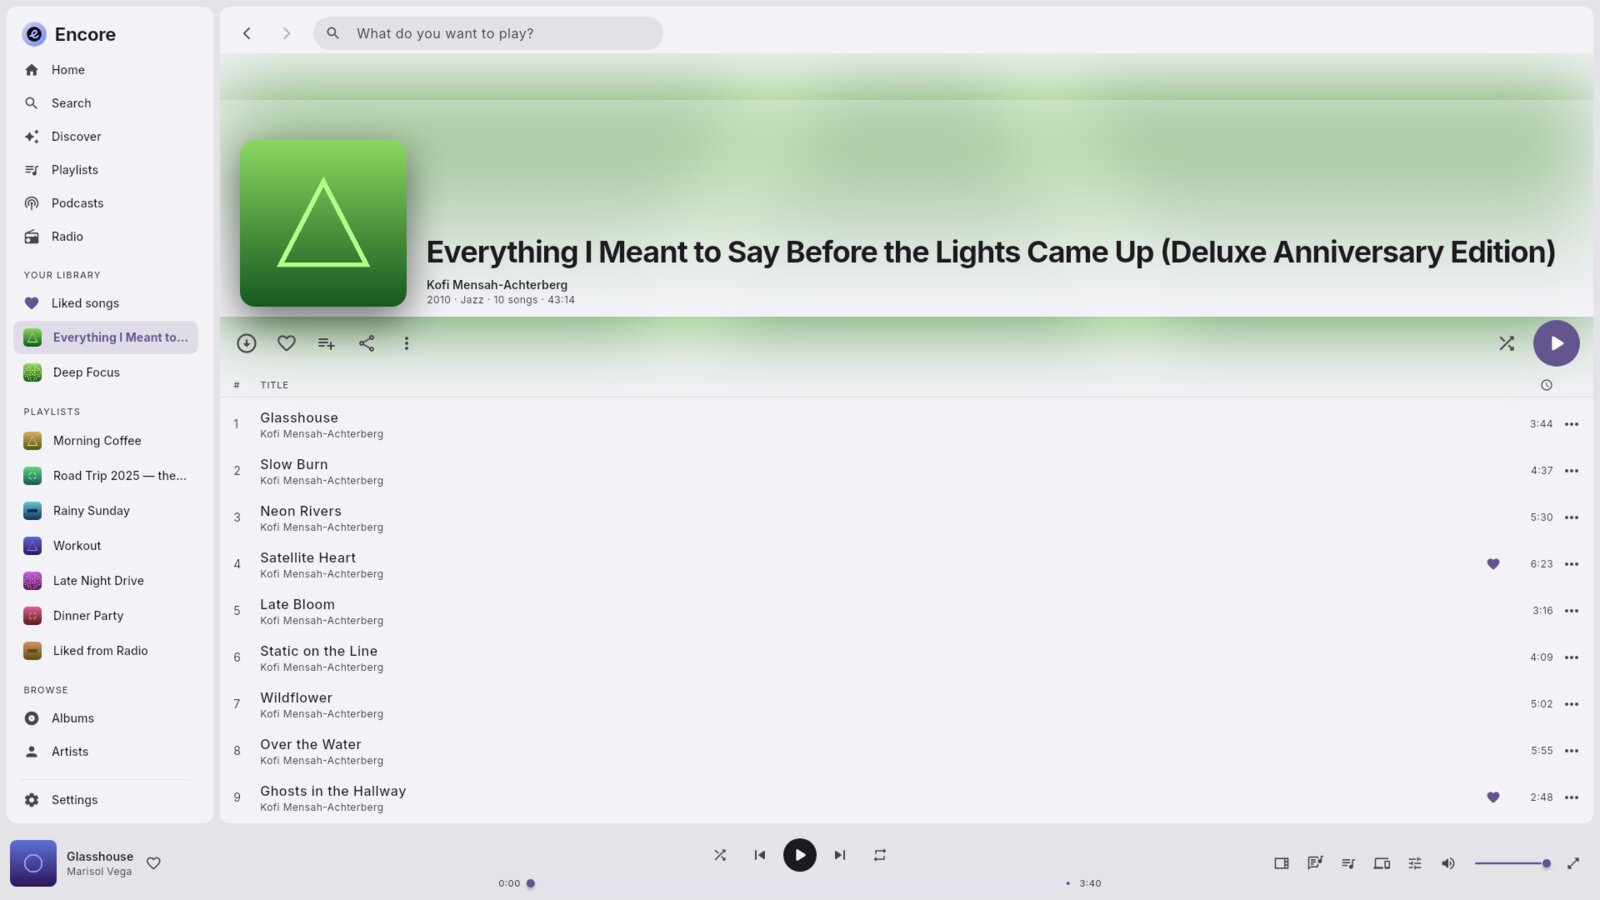 Encore
Home
Search
Discover
Playlists
Podcasts
Radio
YOUR LIBRARY
Liked songs
Everything I Meant to...
Deep Focus
PLAYLISTS
Morning Coffee
Road Trip 2025 — the...
Rainy Sunday
Workout
Late Night Drive
Dinner Party
Liked from Radio
BROWSE
Albums
Artists
Settings
What do you want to play?
Everything I Meant to Say Before the Lights Came Up (Deluxe Anniversary Edition)
Kofi Mensah-Achterberg
2010 · Jazz · 10 songs · 43:14
# TITLE
1 Glasshouse 3:44
Kofi Mensah-Achterberg
2 Slow Burn 4:37
Kofi Mensah-Achterberg
3 Neon Rivers 5:30
Kofi Mensah-Achterberg
4 Satellite Heart 6:23
Kofi Mensah-Achterberg
5 Late Bloom 3:16
Kofi Mensah-Achterberg
6 Static on the Line 4:09
Kofi Mensah-Achterberg
7 Wildflower 5:02
Kofi Mensah-Achterberg
8 Over the Water 5:55
Kofi Mensah-Achterberg
9 Ghosts in the Hallway 2:48
Kofi Mensah-Achterberg
Glasshouse
Marisol Vega
0:00 3:40